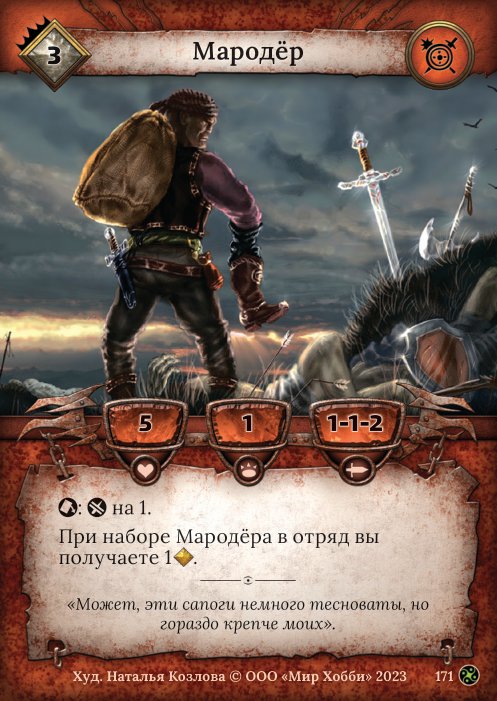 3
Мародёр
5
1
1-1-2
: на 1.
При наборе Мародёра в отряд вы
получаете 1.
«Может, эти сапоги немного тесноваты, но
гораздо крепче моих».
Худ. Наталья Козлова © ООО «Мир Хобби» 2023
171